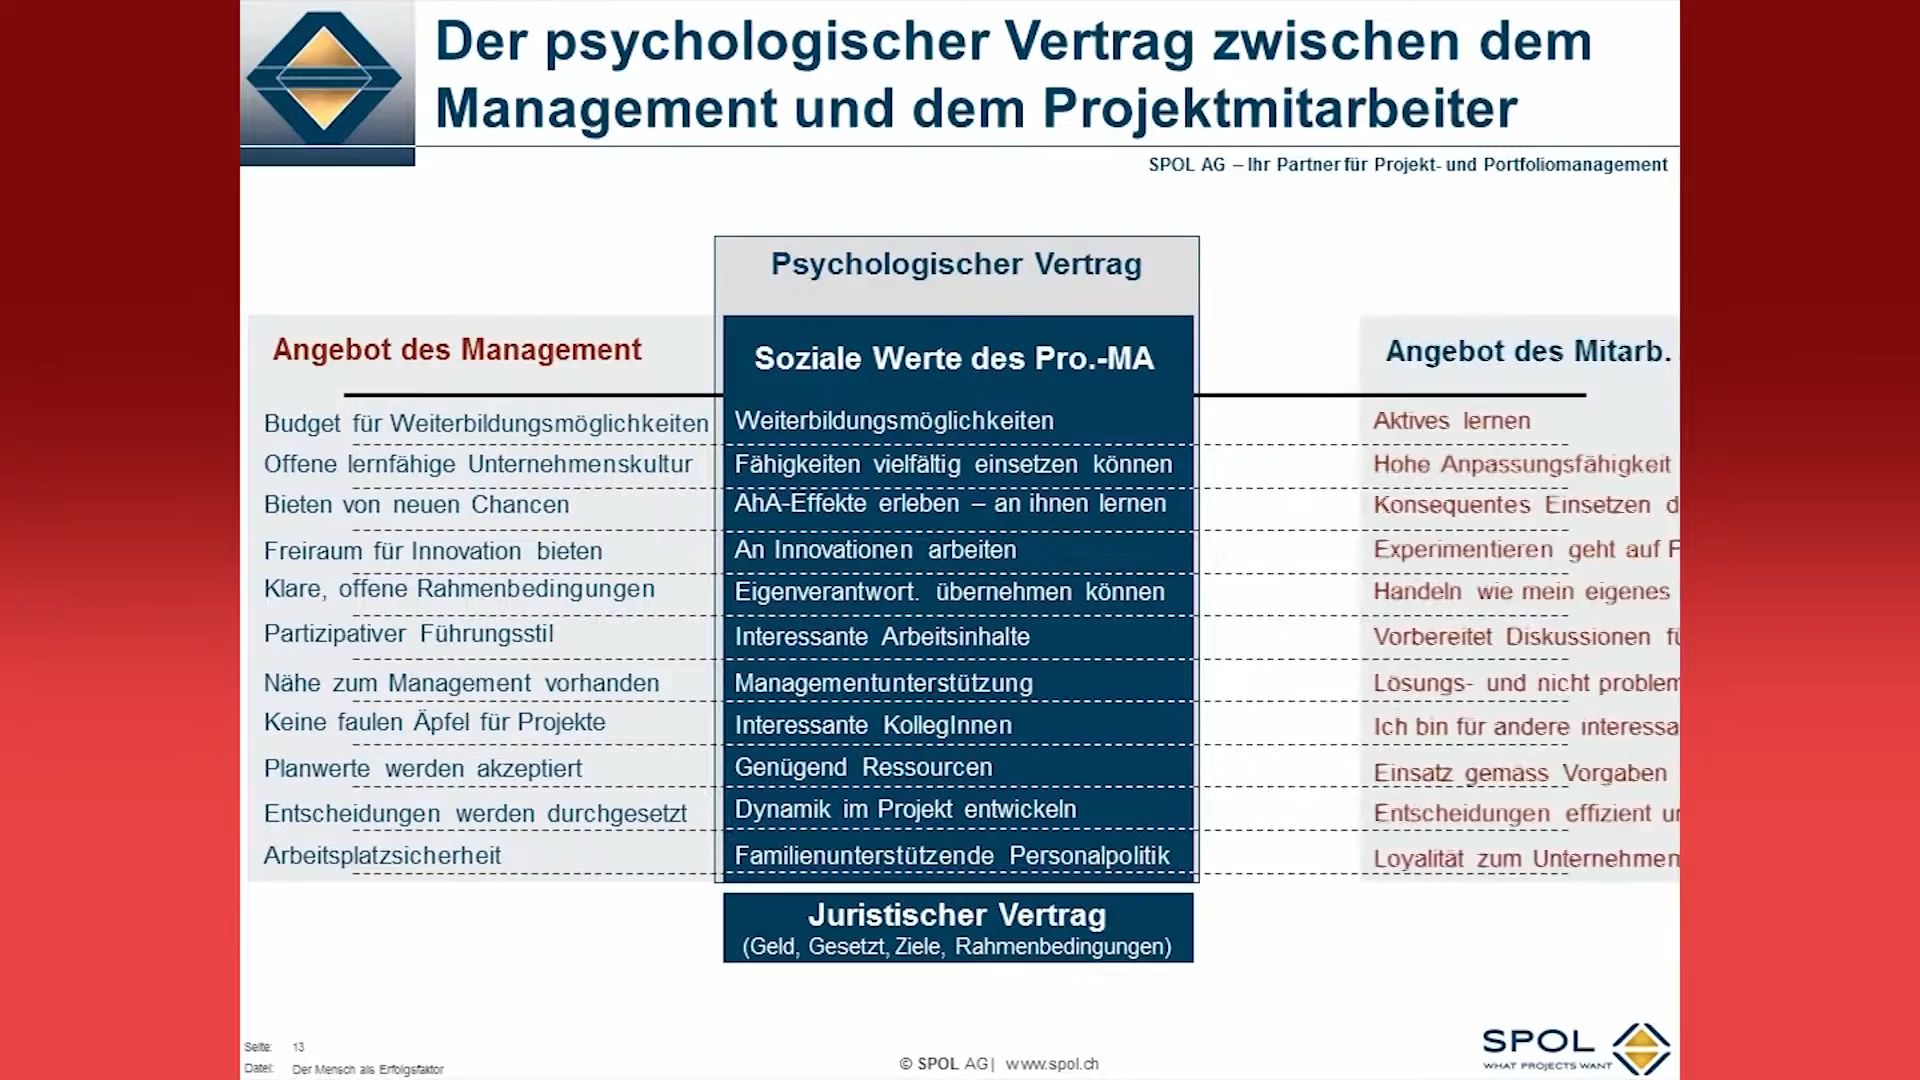 Der psychologischer Vertrag zwischen dem
Management und dem Projektmitarbeiter
SPOL AG – Ihr Partner für Projekt- und Portfoliomanagement
Psychologischer Vertrag
Angebot des Management
Soziale Werte des Pro.-MA
Angebot des Mitarb.
Budget für Weiterbildungsmöglichkeiten
Weiterbildungsmöglichkeiten
Aktives lernen
Offene lernfähige Unternehmenskultur
Fähigkeiten vielfältig einsetzen können
Hohe Anpassungsfähigkeit
Bieten von neuen Chancen
AhA-Effekte erleben – an ihnen lernen
Konsequentes Einsetzen
Freiraum für Innovation bieten
An Innovationen arbeiten
Experimentieren geht auf
Klare, offene Rahmenbedingungen
Eigenverantwort. übernehmen können
Handeln wie mein eigenes
Partizipativer Führungsstil
Interessante Arbeitsinhalte
Vorbereitet Diskussionen
Nähe zum Management vorhanden
Managementunterstützung
Lösungs- und nicht
Keine faulen Äpfel für Projekte
Interessante KollegInnen
Ich bin für andere
Planwerte werden akzeptiert
Genügend Ressourcen
Einsatz gemäss Vorgaben
Entscheidungen werden durchgesetzt
Dynamik im Projekt entwickeln
Entscheidungen effizient
Arbeitsplatzsicherheit
Familienunterstützende Personalpolitik
Loyalität zum Unternehmen
Juristischer Vertrag
(Geld, Gesetzt, Ziele, Rahmenbedingungen)
Seite: 13
Datei: Der Mensch als Erfolgsfaktor
© SPOL AG | www.spol.ch
SPOL
WHAT PROJECTS WANT